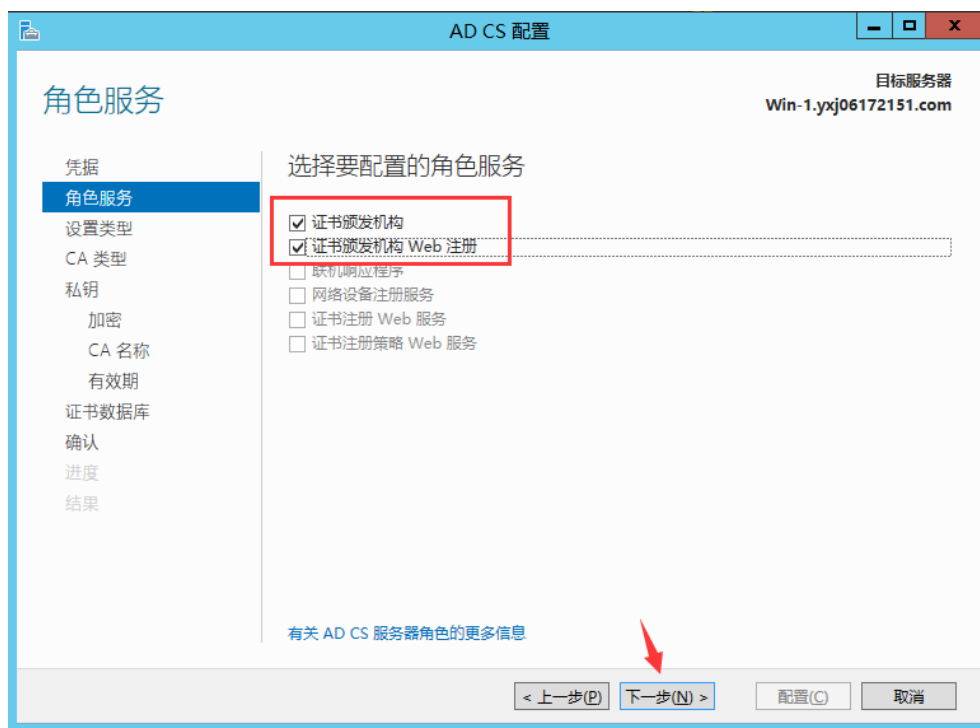 AD CS 配置
角色服务
目标服务器
Win-1.yxj06172151.com
凭据
角色服务
设置类型
CA 类型
私钥
加密
CA 名称
有效期
证书数据库
确认
进度
结果
选择要配置的角色服务
证书颁发机构
证书颁发机构 Web 注册
联机响应程序
网络设备注册服务
证书注册 Web 服务
证书注册策略 Web 服务
有关 AD CS 服务器角色的更多信息
< 上一步(P)
下一步(N) >
配置(C)
取消